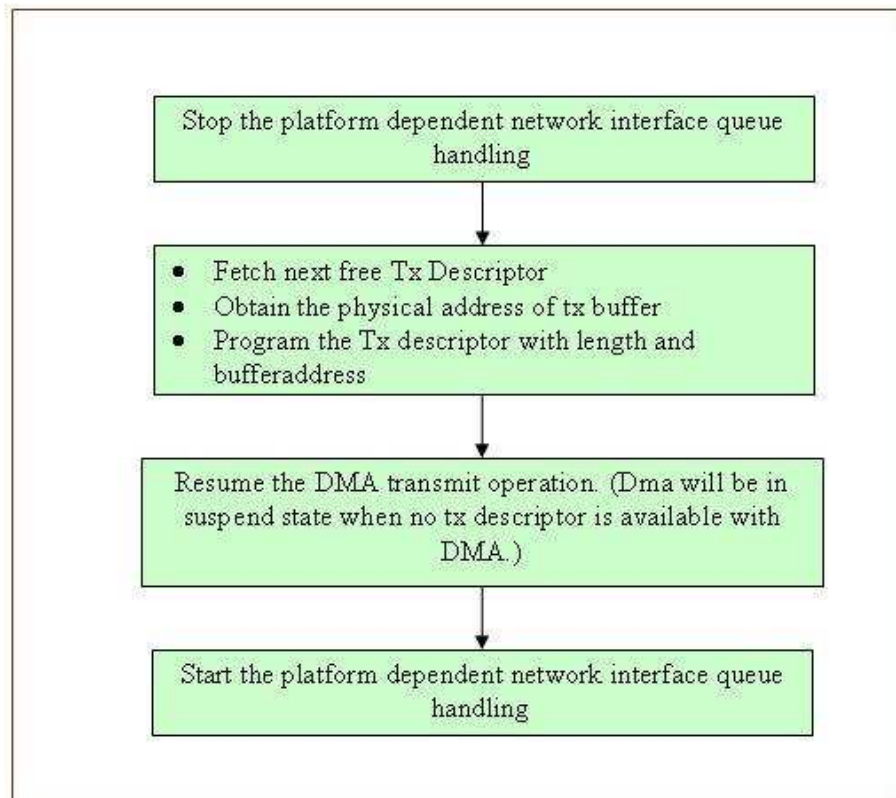 Stop the platform dependent network interface queue
handling
• Fetch next free Tx Descriptor
• Obtain the physical address of tx buffer
• Program the Tx descriptor with length and
bufferaddress
Resume the DMA transmit operation. (Dma will be in
suspend state when no tx descriptor is available with
DMA.)
Start the platform dependent network interface queue
handling